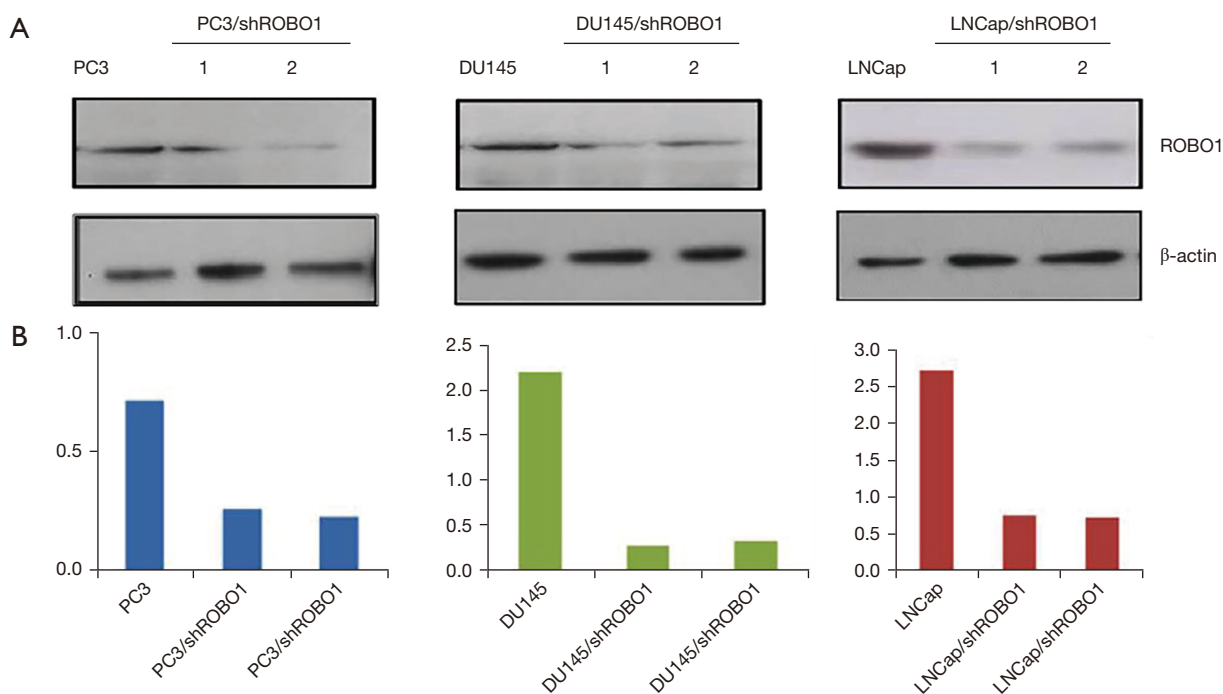 A
PC3/shROBO1
DU145/shROBO1
LNCap/shROBO1
PC3 1 2
DU145 1 2
LNCap 1 2
ROBO1
β-actin
B
1.0
0.5
0.0
PC3
PC3/shROBO1
PC3/shROBO1
2.5
2.0
1.5
1.0
0.5
0.0
DU145
DU145/shROBO1
DU145/shROBO1
3.0
2.5
2.0
1.5
1.0
0.5
0.0
LNCap
LNCap/shROBO1
LNCap/shROBO1